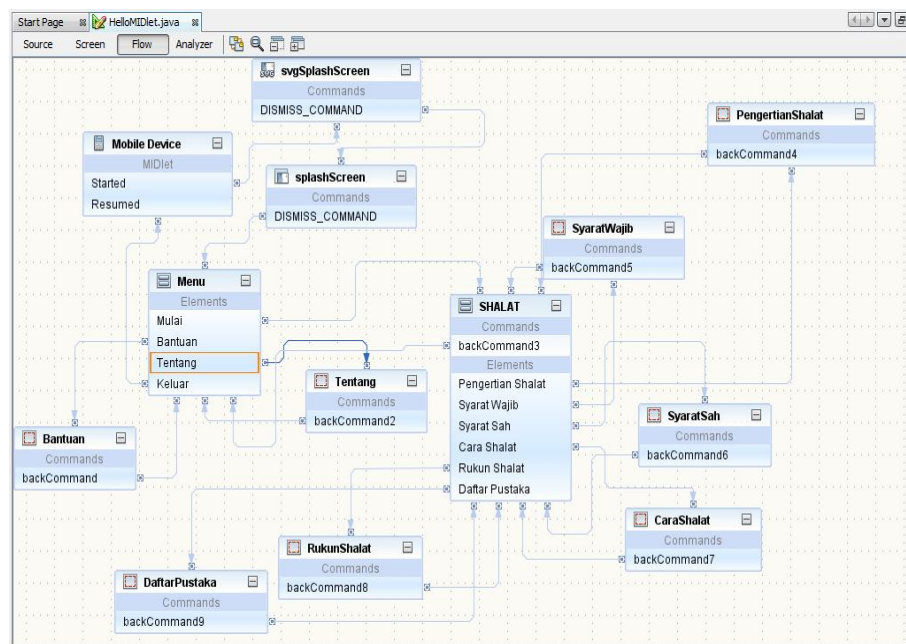 Start Page
HelloMIDlet.java
Source Screen Flow Analyzer
svgSplashScreen
Commands
DISMISS_COMMAND
Mobile Device
MIDlet
Started
Resumed
splashScreen
Commands
DISMISS_COMMAND
PengertianShalat
Commands
backCommand4
SyaratWajib
Commands
backCommand5
Menu
Elements
Mulai
Bantuan
Tentang
Keluar
SHALAT
Commands
backCommand3
Elements
Pengertian Shalat
Syarat Wajib
Syarat Sah
Cara Shalat
Rukun Shalat
Daftar Pustaka
Tentang
Commands
backCommand2
Bantuan
Commands
backCommand
SyaratSah
Commands
backCommand6
CaraShalat
Commands
backCommand7
RukunShalat
Commands
backCommand8
DaftarPustaka
Commands
backCommand9